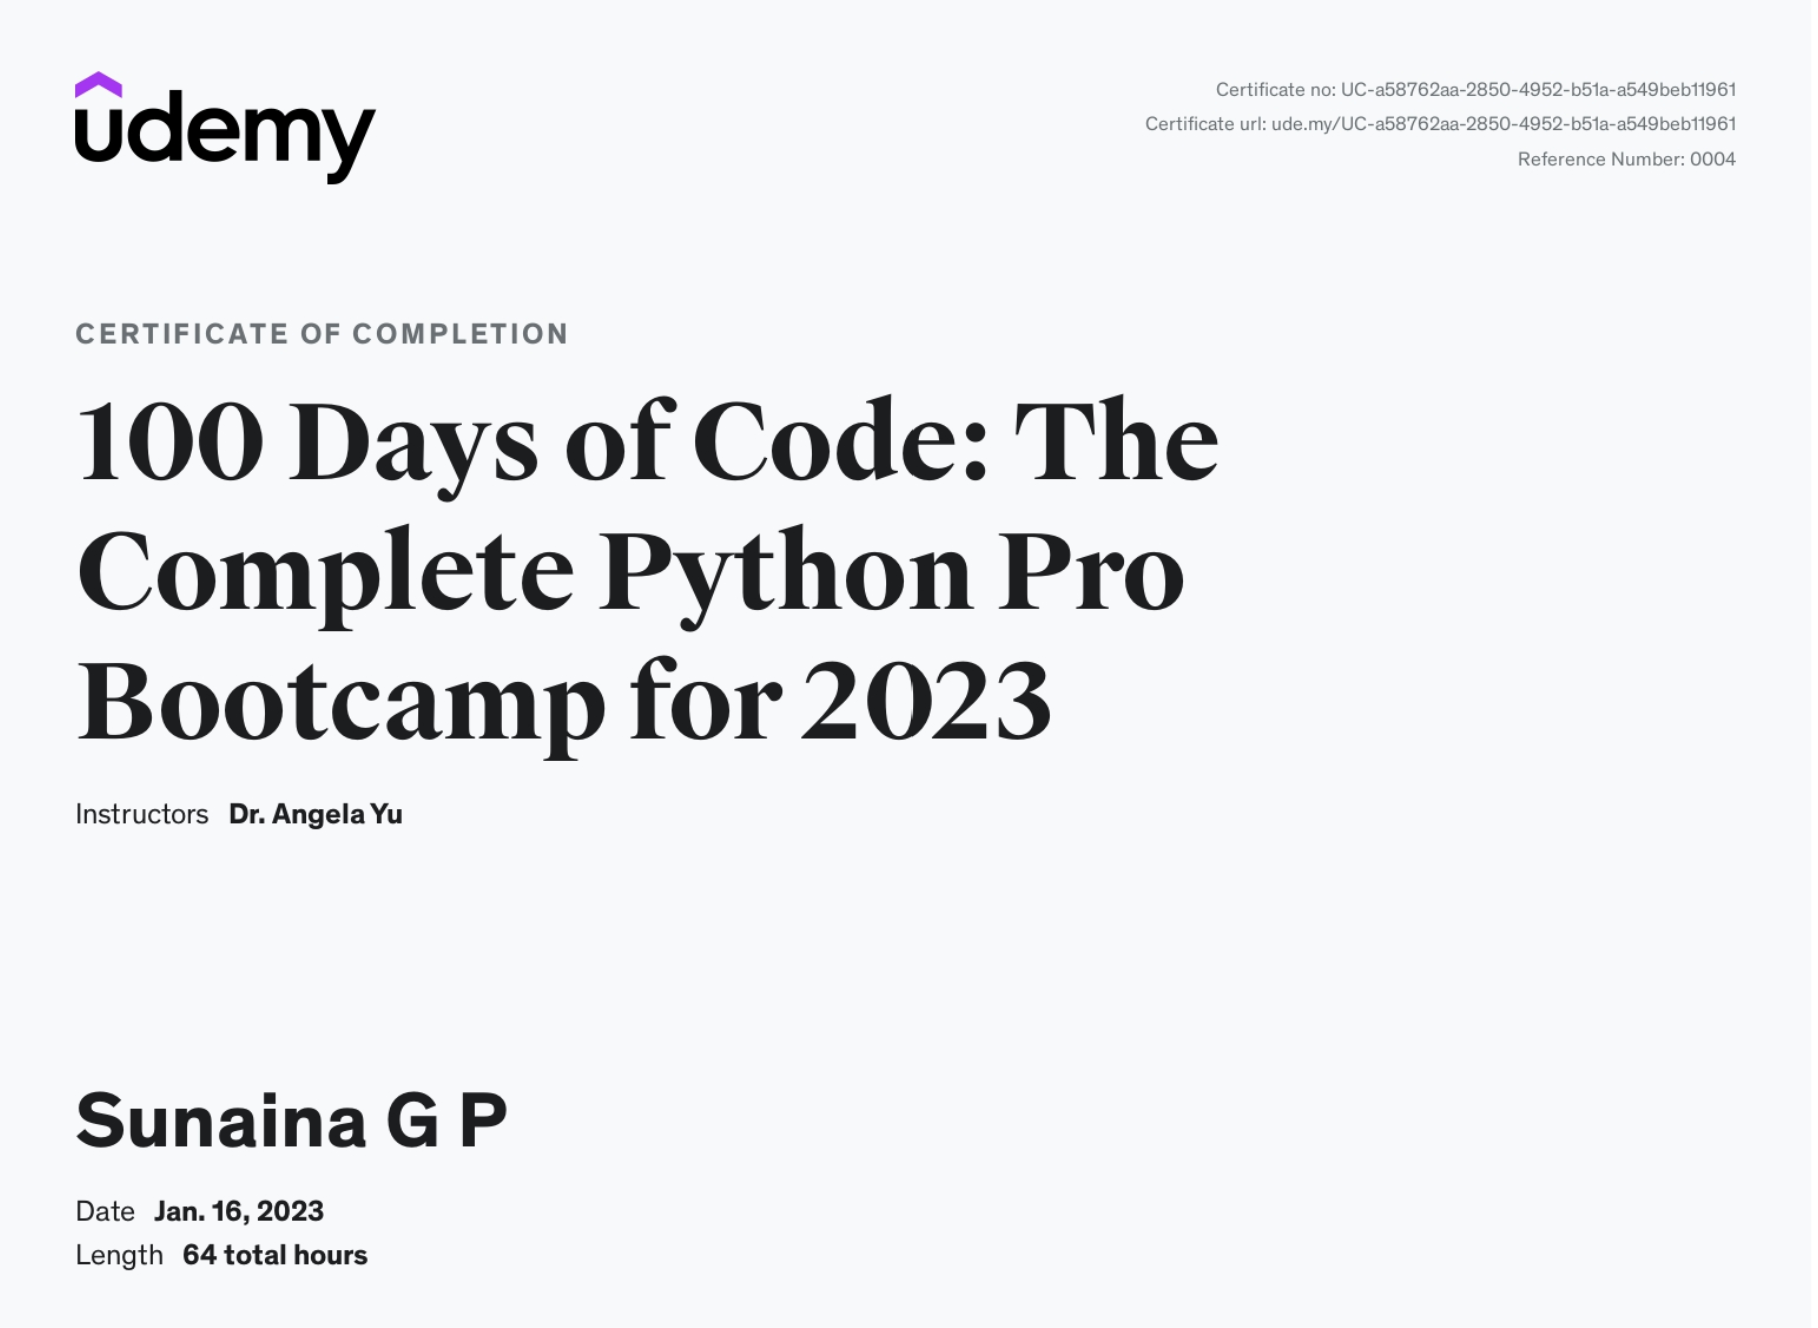 udemy
Certificate no: UC-a58762aa-2850-4952-b51a-a549beb11961
Certificate url: ude.my/UC-a58762aa-2850-4952-b51a-a549beb11961
Reference Number: 0004
CERTIFICATE OF COMPLETION
100 Days of Code: The
Complete Python Pro
Bootcamp for 2023
Instructors Dr. Angela Yu
Sunaina G P
Date Jan. 16, 2023
Length 64 total hours